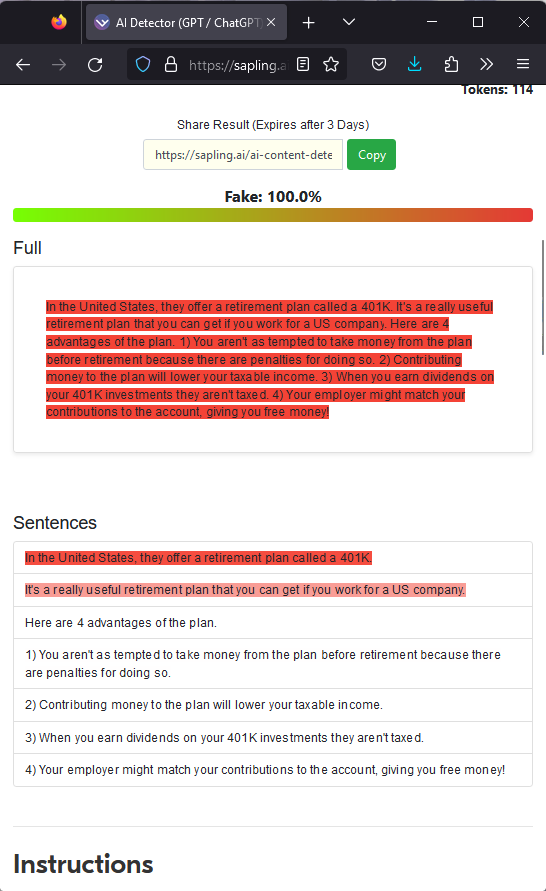 AI Detector (GPT / ChatGPT)
https://sapling.a
Tokens: 114
Share Result (Expires after 3 Days)
https://sapling.ai/ai-content-dete
Copy
Fake: 100.0%
Full
In the United States, they offer a retirement plan called a 401K. It's a really useful
retirement plan that you can get if you work for a US company. Here are 4
advantages of the plan. 1) You aren't as tempted to take money from the plan
before retirement because there are penalties for doing so. 2) Contributing
money to the plan will lower your taxable income. 3) When you earn dividends on
your 401K investments they aren't taxed. 4) Your employer might match your
contributions to the account, giving you free money!
Sentences
In the United States, they offer a retirement plan called a 401K.
It's a really useful retirement plan that you can get if you work for a US company.
Here are 4 advantages of the plan.
1) You aren't as tempted to take money from the plan before retirement because there
are penalties for doing so.
2) Contributing money to the plan will lower your taxable income.
3) When you earn dividends on your 401K investments they aren't taxed.
4) Your employer might match your contributions to the account, giving you free money!
Instructions